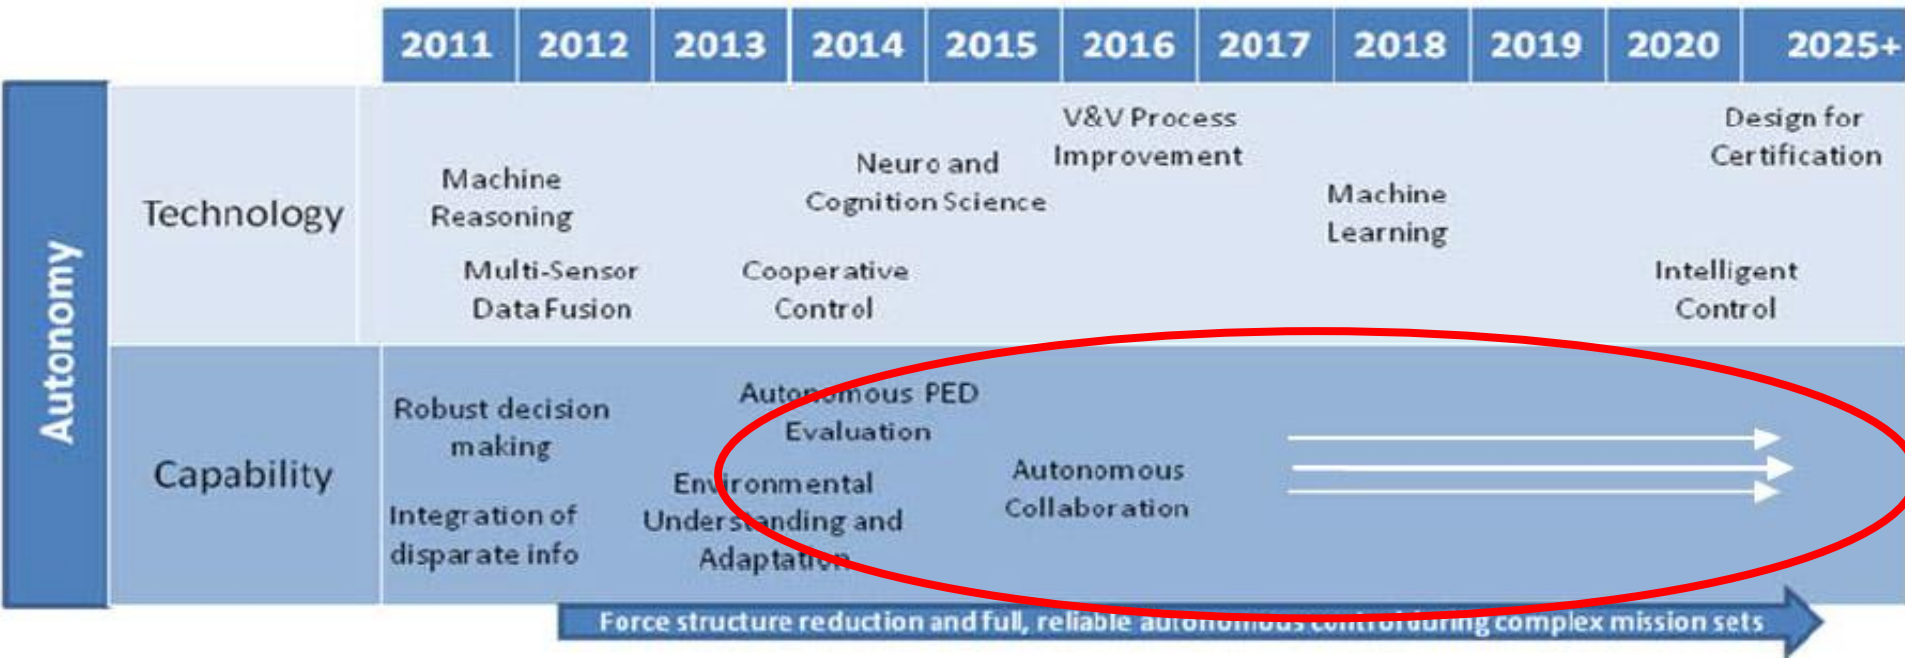 2011 2012 2013 2014 2015 2016 2017 2018 2019 2020 2025+
Autonomy
Technology
Machine
Reasoning
Multi-Sensor
Data Fusion
Neuro and
Cognition Science
Cooperative
Control
V&V Process
Improvement
Machine
Learning
Design for
Certification
Intelligent
Control
Capability
Robust decision
making
Integration of
disparate info
Autonomous PED
Evaluation
Environmental
Understanding and
Adaptation
Autonomous
Collaboration
Force structure reduction and full, reliable autonomous control during complex mission sets